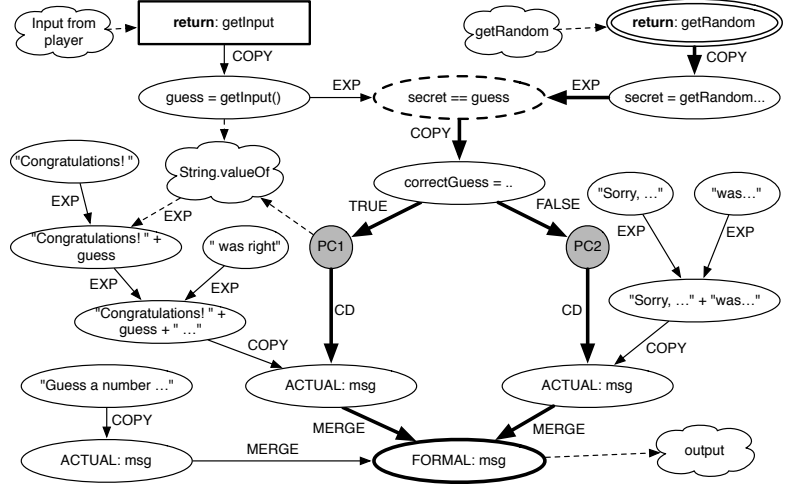 Input from
player
return: getInput
getRandom
return: getRandom
COPY
COPY
guess = getInput()
EXP
secret == guess
EXP
secret = getRandom...
COPY
"Congratulations! "
String.valueOf
correctGuess = ..
"Sorry, ..."
"was..."
EXP
EXP
TRUE
FALSE
EXP
EXP
"Congratulations! " +
guess
" was right"
PC1
PC2
EXP
EXP
CD
CD
"Sorry, ..." + "was..."
"Congratulations! " +
guess + " ..."
COPY
COPY
"Guess a number ..."
ACTUAL: msg
ACTUAL: msg
COPY
MERGE
MERGE
ACTUAL: msg
MERGE
FORMAL: msg
output